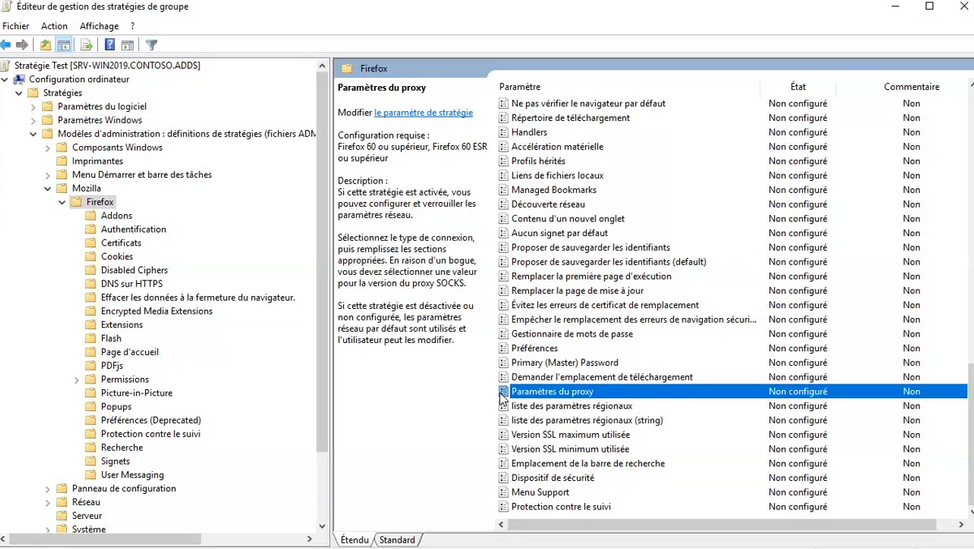 Éditeur de gestion des stratégies de groupe
Fichier Action Affichage ?
Stratégie Test [SRV-WIN2019.CONTOSO.ADDS]
Configuration ordinateur
Stratégies
Paramètres du logiciel
Paramètres Windows
Modèles d'administration : définitions de stratégies (fichiers ADM
Composants Windows
Imprimantes
Menu Démarrer et barre des tâches
Mozilla
Firefox
Addons
Authentification
Certificats
Cookies
Disabled Ciphers
DNS sur HTTPS
Effacer les données à la fermeture du navigateur.
Encrypted Media Extensions
Extensions
Flash
Page d'accueil
PDFjs
Permissions
Picture-in-Picture
Popups
Préférences (Deprecated)
Protection contre le suivi
Recherche
Signets
User Messaging
Panneau de configuration
Réseau
Serveur
Système
Firefox
Paramètres du proxy
Modifier le paramètre de stratégie
Configuration requise :
Firefox 60 ou supérieur, Firefox 60 ESR
ou supérieur
Description :
Si cette stratégie est activée, vous
pouvez configurer et verrouiller les
paramètres réseau.
Sélectionnez le type de connexion,
puis remplissez les sections
appropriées. En raison d'un bogue,
vous devez sélectionner une valeur
pour la version du proxy SOCKS.
Si cette stratégie est désactivée ou
non configurée, les paramètres
réseau par défaut sont utilisés et
l'utilisateur peut les modifier.
Paramètre État Commentaire
Ne pas vérifier le navigateur par défaut Non configuré Non
Répertoire de téléchargement Non configuré Non
Handlers Non configuré Non
Accélération matérielle Non configuré Non
Profils hérités Non configuré Non
Liens de fichiers locaux Non configuré Non
Managed Bookmarks Non configuré Non
Découverte réseau Non configuré Non
Contenu d'un nouvel onglet Non configuré Non
Aucun signet par défaut Non configuré Non
Proposer de sauvegarder les identifiants Non configuré Non
Proposer de sauvegarder les identifiants (default) Non configuré Non
Remplacer la première page d'exécution Non configuré Non
Remplacer la page de mise à jour Non configuré Non
Évitez les erreurs de certificat de remplacement Non configuré Non
Empêcher le remplacement des erreurs de navigation sécuri... Non configuré Non
Gestionnaire de mots de passe Non configuré Non
Préférences Non configuré Non
Primary (Master) Password Non configuré Non
Demander l'emplacement de téléchargement Non configuré Non
Paramètres du proxy Non configuré Non
liste des paramètres régionaux Non configuré Non
liste des paramètres régionaux (string) Non configuré Non
Version SSL maximum utilisée Non configuré Non
Version SSL minimum utilisée Non configuré Non
Emplacement de la barre de recherche Non configuré Non
Dispositif de sécurité Non configuré Non
Menu Support Non configuré Non
Protection contre le suivi Non configuré Non
Étendu Standard